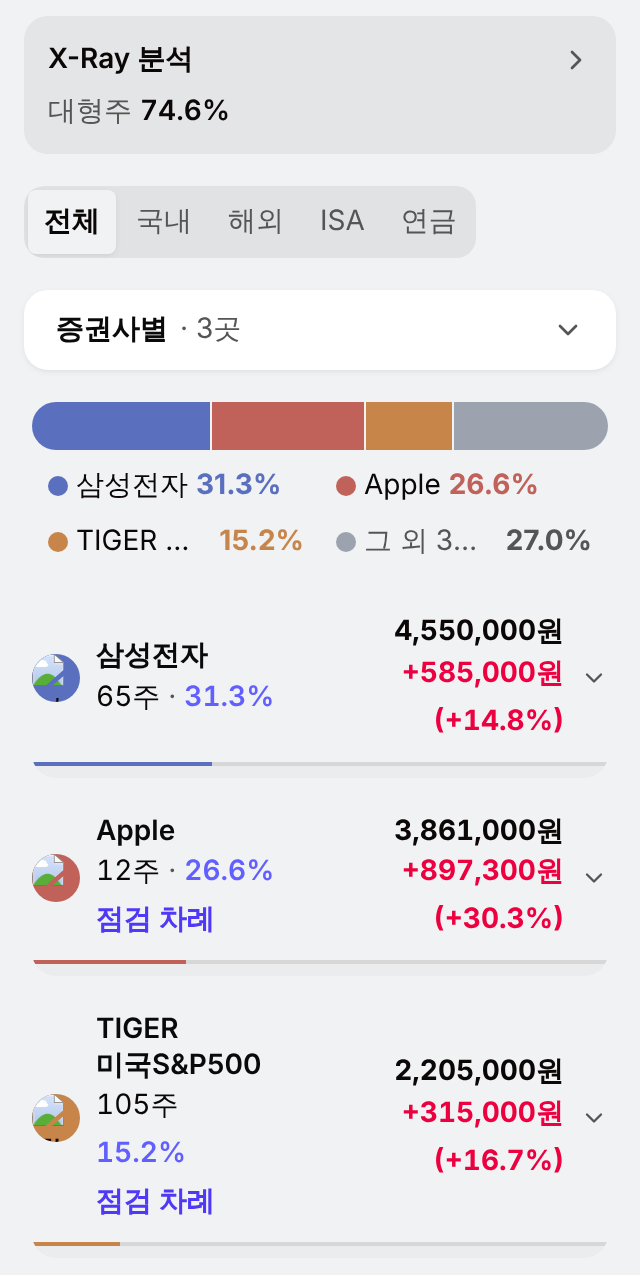 X-Ray 분석
대형주 74.6%
전체 국내 해외 ISA 연금
증권사별 · 3곳
삼성전자 31.3% Apple 26.6%
TIGER ... 15.2% 그 외 3... 27.0%
삼성전자
65주 · 31.3%
4,550,000원
+585,000원
(+14.8%)
Apple
12주 · 26.6%
점검 차례
3,861,000원
+897,300원
(+30.3%)
TIGER
미국S&P500
105주
15.2%
점검 차례
2,205,000원
+315,000원
(+16.7%)